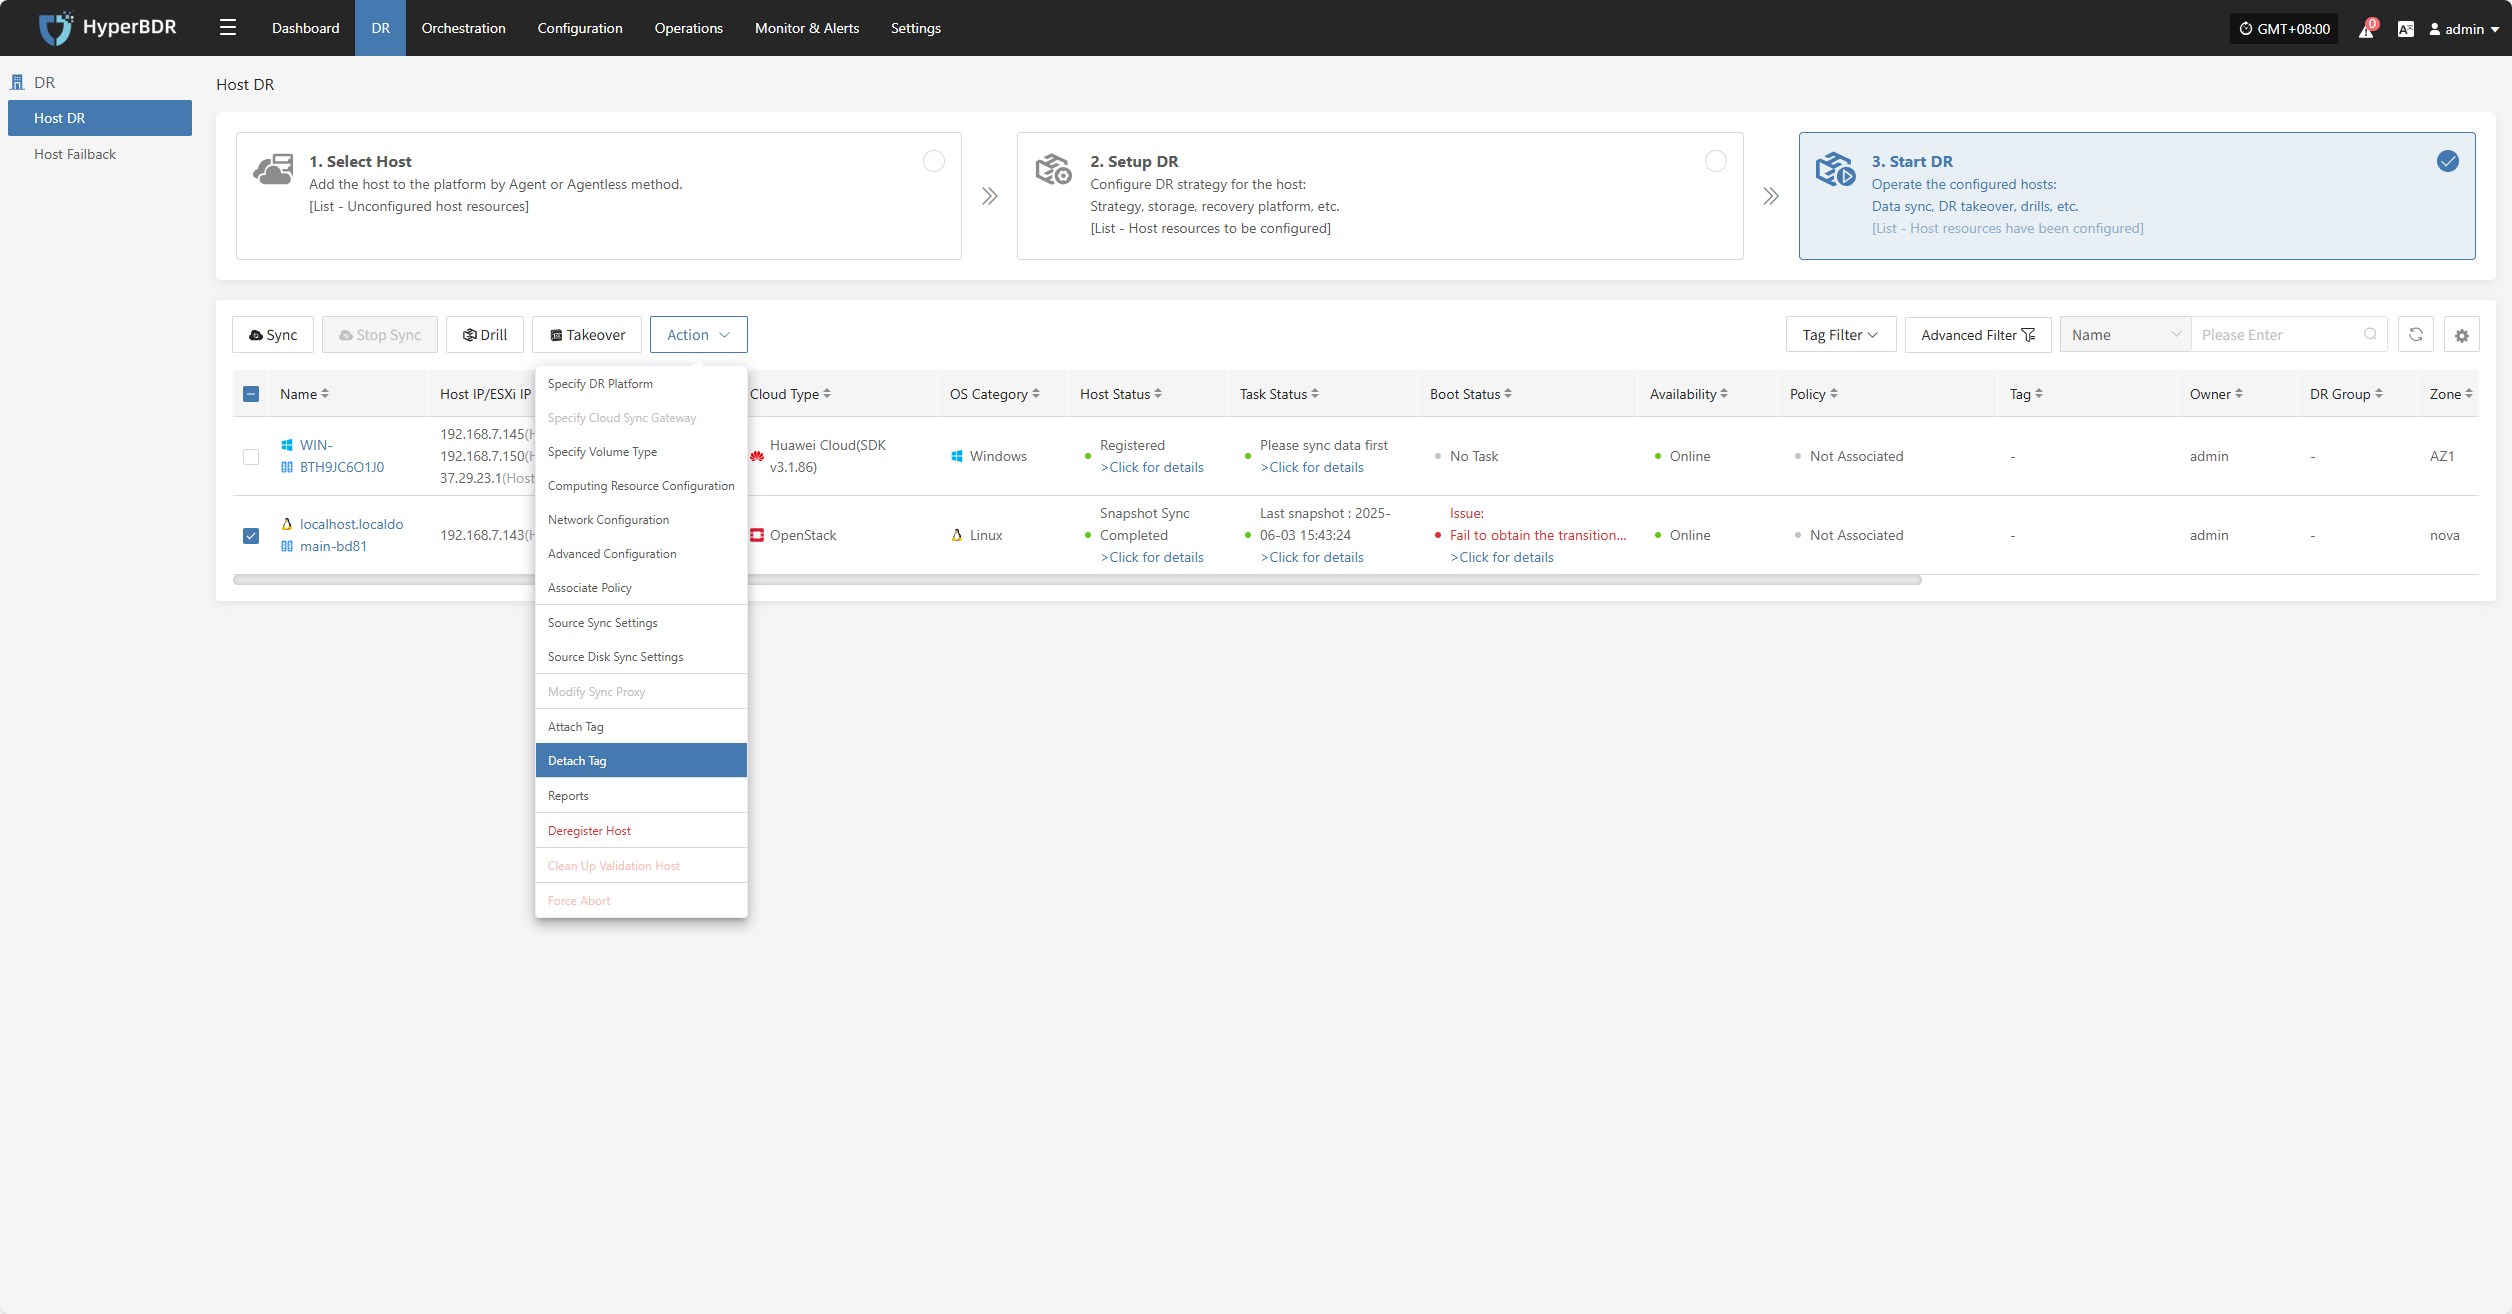 HyperBDR
Dashboard
DR
Orchestration
Configuration
Operations
Monitor & Alerts
Settings
GMT+08:00
0
admin
DR
Host DR
Host Failback
Host DR
1. Select Host
Add the host to the platform by Agent or Agentless method.
[List - Unconfigured host resources]
2. Setup DR
Configure DR strategy for the host:
Strategy, storage, recovery platform, etc.
[List - Host resources to be configured]
3. Start DR
Operate the configured hosts:
Data sync, DR takeover, drills, etc.
[List - Host resources have been configured]
Sync
Stop Sync
Drill
Takeover
Action
Tag Filter
Advanced Filter
Name
Please Enter
Name
Host IP/ESXi IP
Cloud Type
OS Category
Host Status
Task Status
Boot Status
Availability
Policy
Tag
Owner
DR Group
Zone
WIN-
BTH9JC6O1J0
192.168.7.145(H
192.168.7.150(H
37.29.23.1(Host
Huawei Cloud(SDK
v3.1.86)
Windows
Registered
>Click for details
Please sync data first
>Click for details
No Task
Online
Not Associated
-
admin
-
AZ1
localhost.localdo
main-bd81
192.168.7.143(H
OpenStack
Linux
Snapshot Sync
Completed
>Click for details
Last snapshot : 2025-
06-03 15:43:24
>Click for details
Issue:
Fail to obtain the transition...
>Click for details
Online
Not Associated
-
admin
-
nova
Specify DR Platform
Specify Cloud Sync Gateway
Specify Volume Type
Computing Resource Configuration
Network Configuration
Advanced Configuration
Associate Policy
Source Sync Settings
Source Disk Sync Settings
Modify Sync Proxy
Attach Tag
Detach Tag
Reports
Deregister Host
Clean Up Validation Host
Force Abort